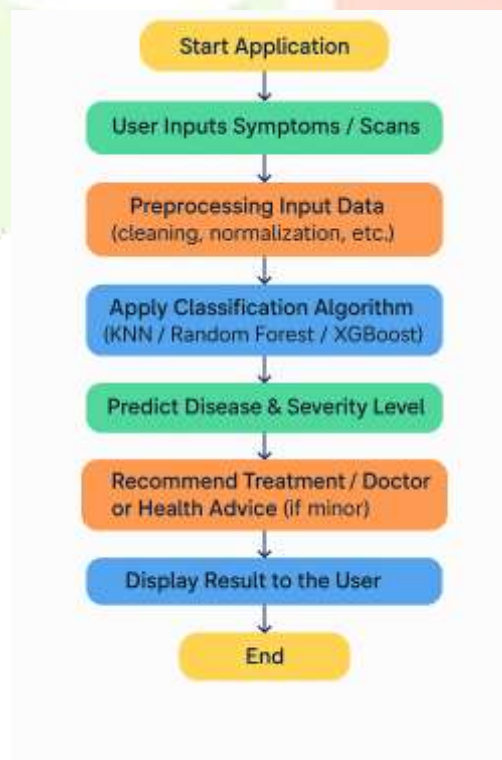 Start Application
User Inputs Symptoms / Scans
Preprocessing Input Data
(cleaning, normalization, etc.)
Apply Classification Algorithm
(KNN / Random Forest / XGBoost)
Predict Disease & Severity Level
Recommend Treatment / Doctor
or Health Advice (if minor)
Display Result to the User
End